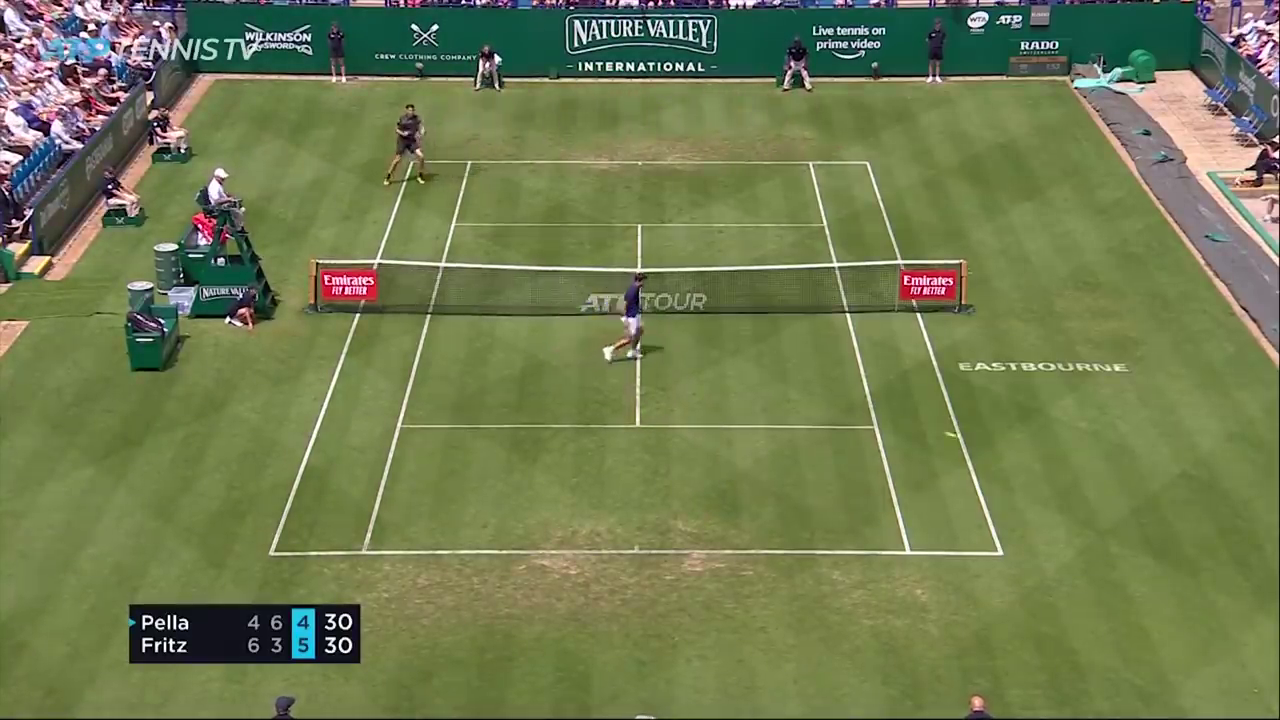 ATP TENNIS TV
WILKINSON
SWORD
CREW CLOTHING COMPANY
NATURE VALLEY
INTERNATIONAL
Live tennis on
prime video
WTA
ATP
RADO
SWITZERLAND
Emirates
FLY BETTER
ATP TOUR
Emirates
FLY BETTER
NATURE VALLEY
EASTBOURNE
Pella 4 6 4 30
Fritz 6 3 5 30